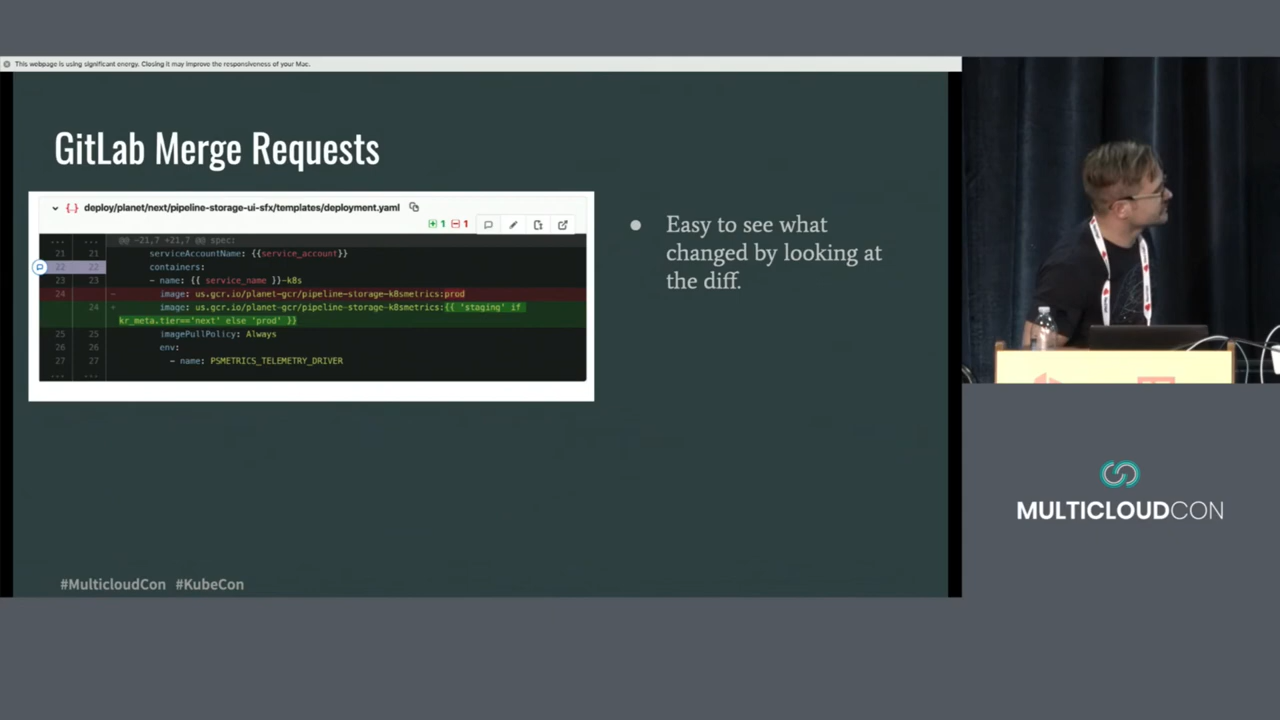 This webpage is using significant energy. Closing it may improve the responsiveness of your Mac.
GitLab Merge Requests
deploy/planet/next/pipeline-storage-ui-sfx/templates/deployment.yaml
1 1
... ... @@ -21,7 +21,7 @@ spec:
21 21 serviceAccountName: {{service_account}}
22 22 containers:
23 23 - name: {{ service_name }}-k8s
24 - image: us.gcr.io/planet-gcr/pipeline-storage-k8smetrics:prod
24 + image: us.gcr.io/planet-gcr/pipeline-storage-k8smetrics:{{ 'staging' if
kr_meta.tier=='next' else 'prod' }}
25 25 imagePullPolicy: Always
26 26 env:
27 27 - name: PSMETRICS_TELEMETRY_DRIVER
... ...
● Easy to see what
changed by looking at
the diff.
#MulticloudCon #KubeCon
MULTICLOUDCON